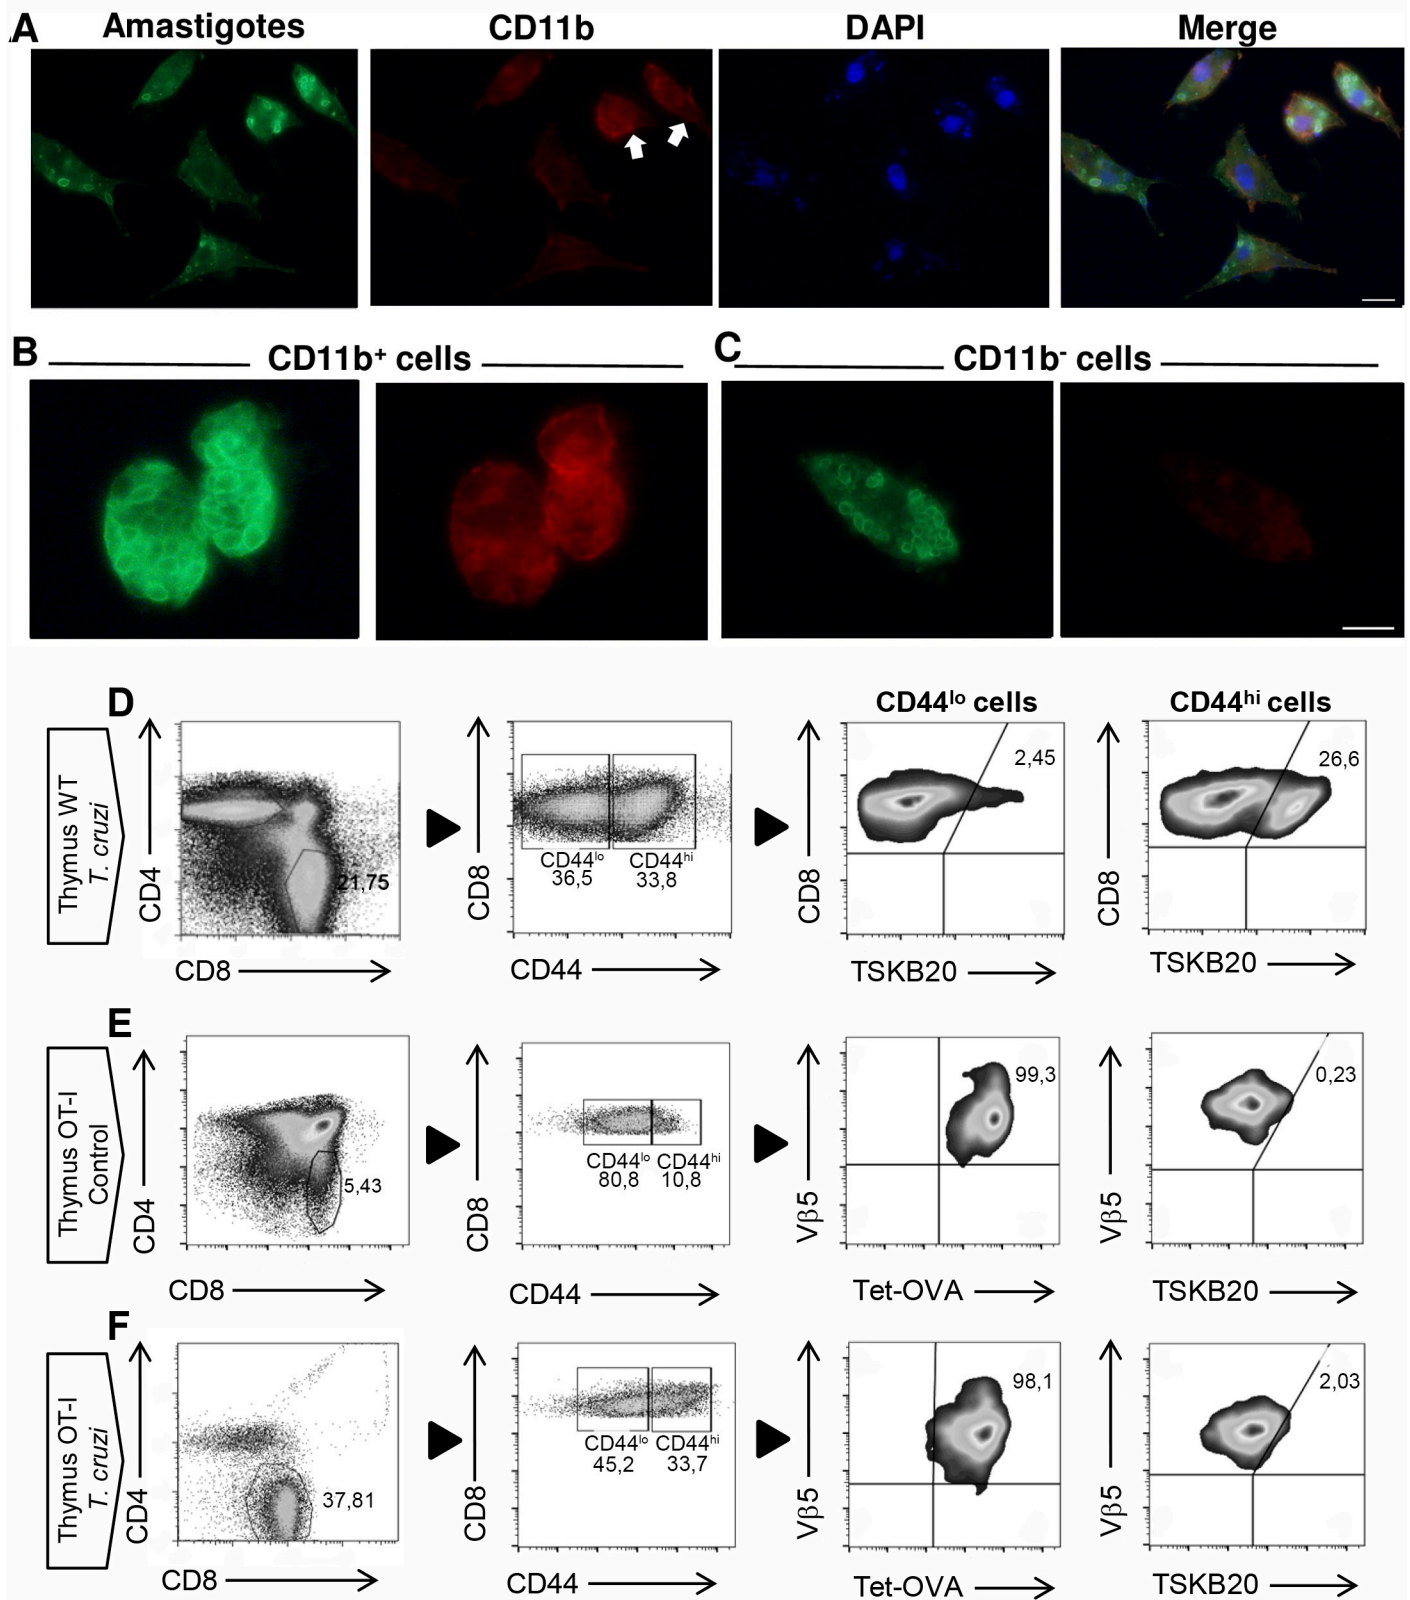 A
Amastigotes
CD11b
DAPI
Merge
B
CD11b⁺ cells
C
CD11b⁻ cells
D
CD44ˡᵒ cells
CD44ʰⁱ cells
Thymus WT
T. cruzi
CD4
21,75
CD8
CD8
CD44ˡᵒ
36,5
CD44ʰⁱ
33,8
CD44
CD8
2,45
TSKB20
CD8
26,6
TSKB20
E
Thymus OT-I
Control
CD4
5,43
CD8
CD8
CD44ˡᵒ
80,8
CD44ʰⁱ
10,8
CD44
Vβ5
99,3
Tet-OVA
Vβ5
0,23
TSKB20
F
Thymus OT-I
T. cruzi
CD4
37,81
CD8
CD8
CD44ˡᵒ
45,2
CD44ʰⁱ
33,7
CD44
Vβ5
98,1
Tet-OVA
Vβ5
2,03
TSKB20